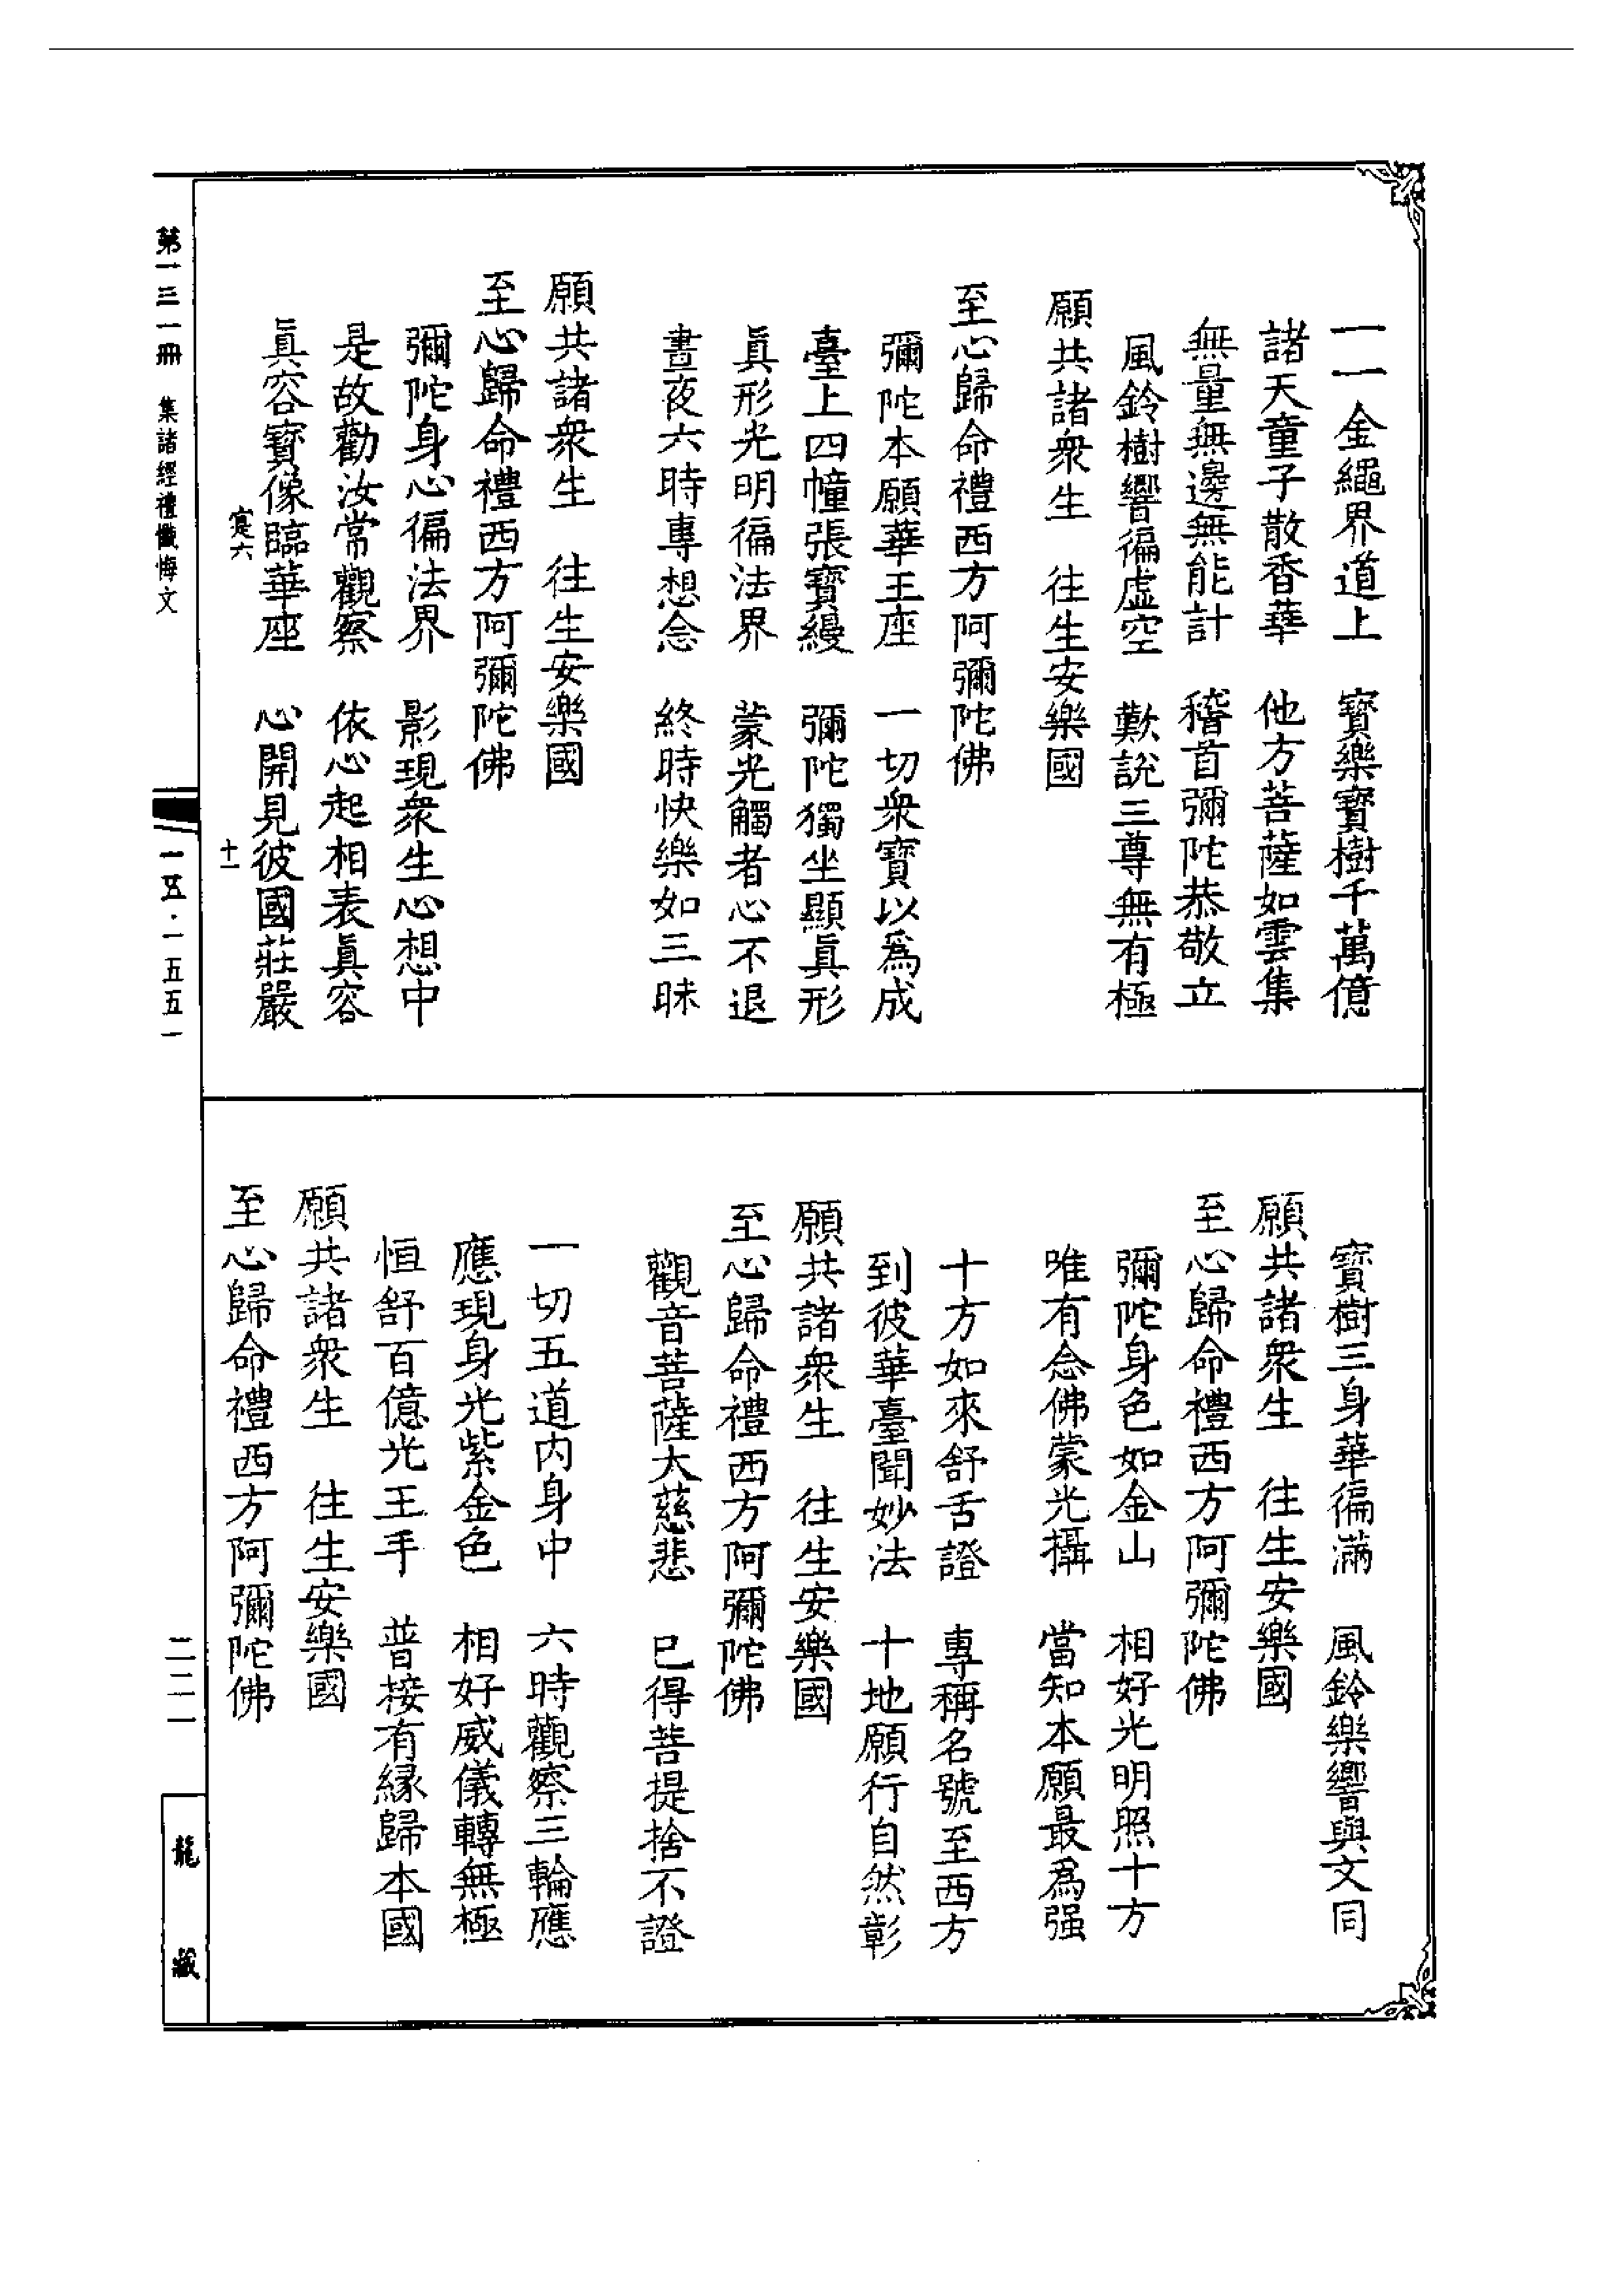 一一金繩界道上　寶樂寶樹千萬億
諸天童子散香華　他方菩薩如雲集
無量無邊無能計　稽首彌陀恭敬立
風鈴樹響徧虛空　歎說三尊無有極
願共諸衆生　往生安樂國
至心歸命禮西方阿彌陀佛
彌陀本願華王座　一切衆寶以爲成
臺上四幢張寶縵　彌陀獨坐顯眞形
眞形光明徧法界　蒙光觸者心不退
晝夜六時專想念　終時快樂如三昧
願共諸衆生　往生安樂國
至心歸命禮西方阿彌陀佛
彌陀身心徧法界　影現衆生心想中
是故勸汝常觀察　依心起相表眞容
眞容寶像臨華座　心開見彼國莊嚴
寔六　十一
寶樹三身華徧滿　風鈴樂響與文同
願共諸衆生　往生安樂國
至心歸命禮西方阿彌陀佛
彌陀身色如金山　相好光明照十方
唯有念佛蒙光攝　當知本願最爲强
十方如來舒舌證　專稱名號至西方
到彼華臺聞妙法　十地願行自然彰
願共諸衆生　往生安樂國
至心歸命禮西方阿彌陀佛
觀音菩薩大慈悲　已得菩提捨不證
一切五道內身中　六時觀察三輪應
應現身光紫金色　相好威儀轉無極
恒舒百億光王手　普接有緣歸本國
願共諸衆生　往生安樂國
至心歸命禮西方阿彌陀佛
第一三一冊　集諸經禮懺悔文　一五·一五五一　二二一　龍藏